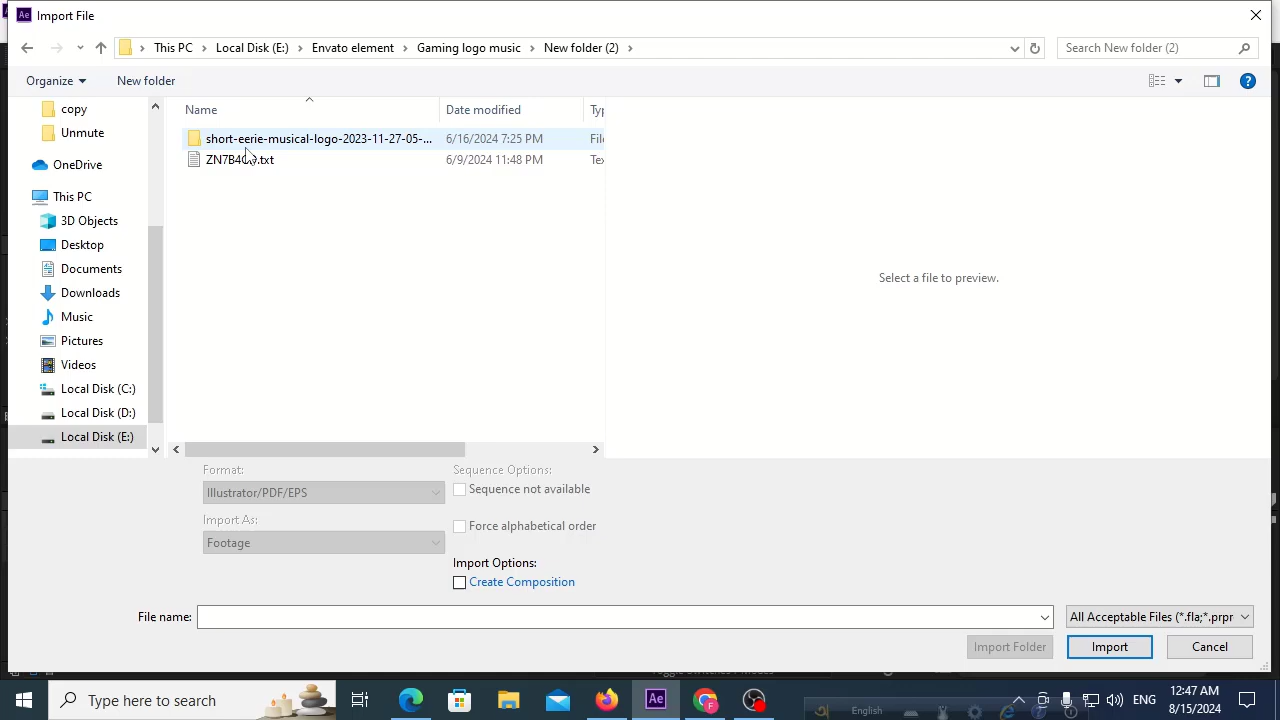 Ae Import File
This PC > Local Disk (E:) > Envato element > Gaming logo music > New folder (2) >
Search New folder (2)
Organize
New folder
Name
Date modified
copy
Unmute
OneDrive
This PC
3D Objects
Desktop
Documents
Downloads
Music
Pictures
Videos
Local Disk (C:)
Local Disk (D:)
Local Disk (E:)
short-eerie-musical-logo-2023-11-27-05-...
6/16/2024 7:25 PM
6/9/2024 11:48 PM
Select a file to preview.
Format:
Illustrator/PDF/EPS
Import As:
Footage
Sequence Options:
Sequence not available
Force alphabetical order
Import Options:
Create Composition
File name:
All Acceptable Files (*.fla;*.prpr
Import Folder
Import
Cancel
Type here to search
Ae
English
ENG
12:47 AM
8/15/2024